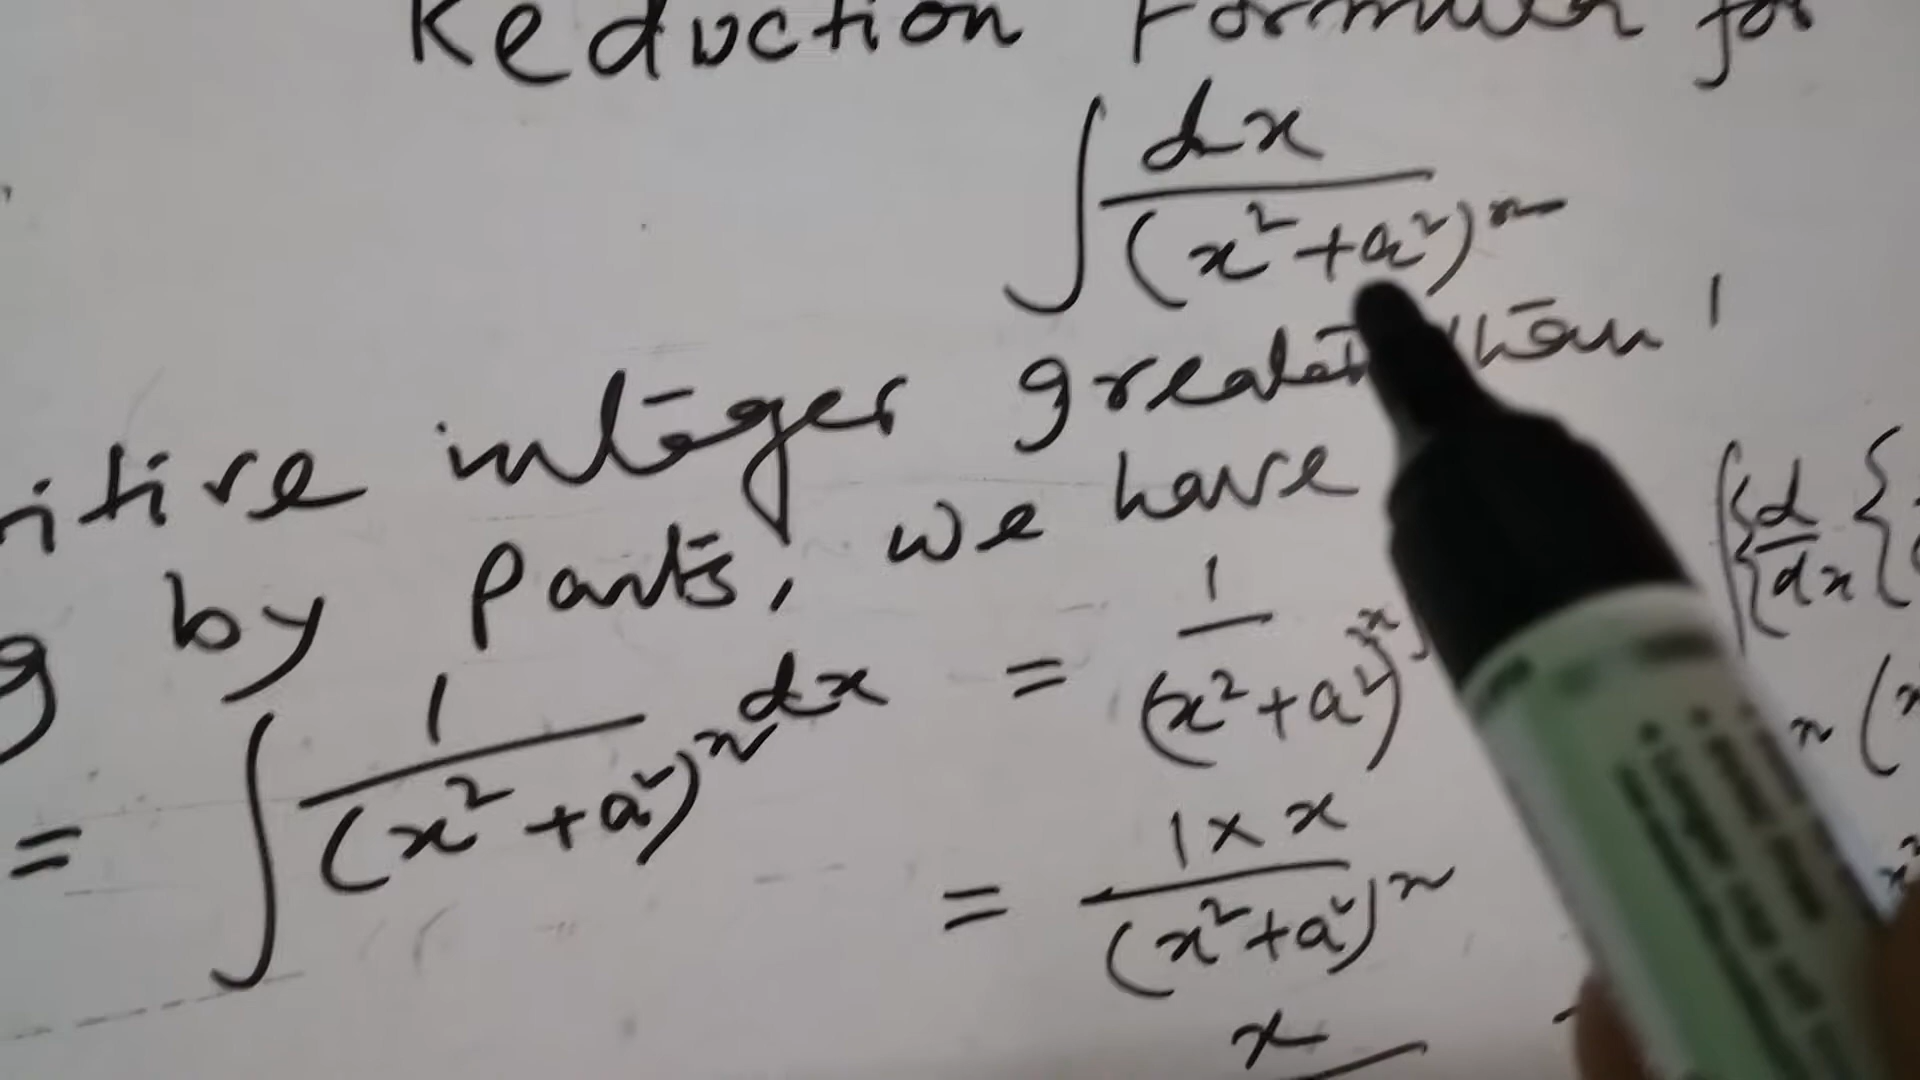 Reduction Formula for
∫ dx / (x² + a²)ⁿ
itive integer greater than 1
g by parts, we have
= ∫ 1 / (x² + a²)ⁿ dx = 1 / (x² + a²)ⁿ ∫ { d / dx {
= 1 × x / (x² + a²)ⁿ
x